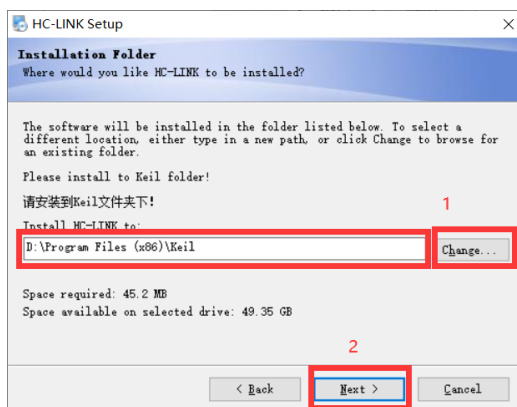 HC-LINK Setup
Installation Folder
Where would you like HC-LINK to be installed?
The software will be installed in the folder listed below. To select a
different location, either type in a new path, or click Change to browse for
an existing folder.
Please install to Keil folder!
请安装到Keil文件夹下!
1
Install HC-LINK to:
D:\Program Files (x86)\Keil
Change...
Space required: 45.2 MB
Space available on selected drive: 49.35 GB
2
< Back
Next >
Cancel